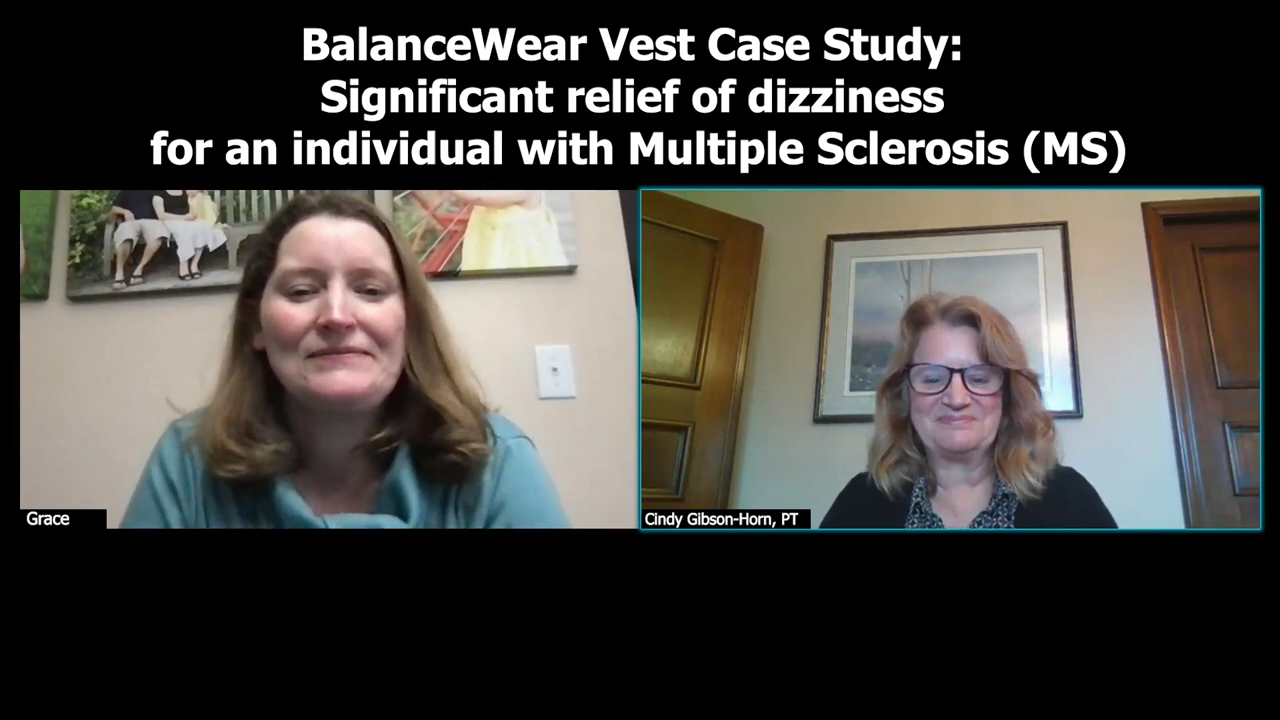 BalanceWear Vest Case Study:
Significant relief of dizziness
for an individual with Multiple Sclerosis (MS)
Grace
Cindy Gibson-Horn, PT